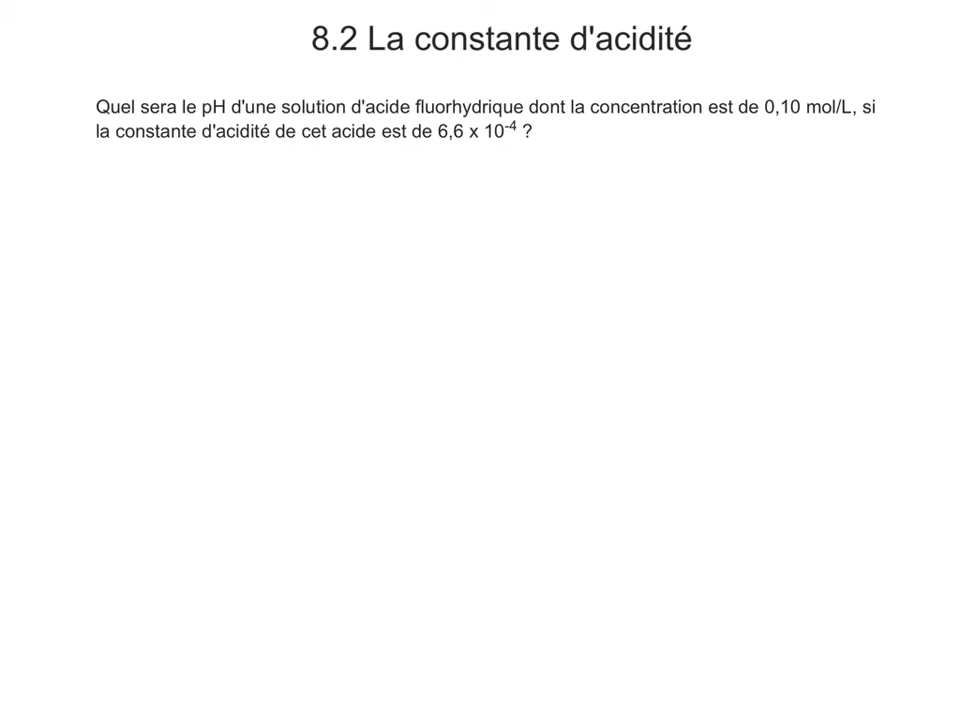 8.2 La constante d'acidité
Quel sera le pH d'une solution d'acide fluorhydrique dont la concentration est de 0,10 mol/L, si
la constante d'acidité de cet acide est de 6,6 x 10⁻⁴ ?